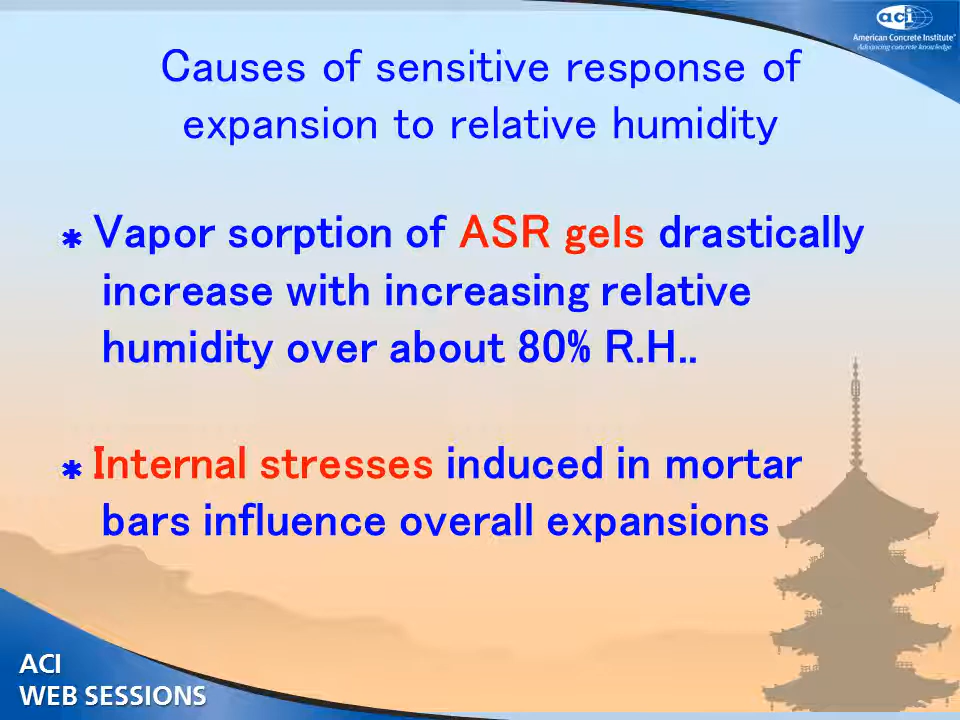 aci
American Concrete Institute®
Advancing concrete knowledge
Causes of sensitive response of
expansion to relative humidity
* Vapor sorption of ASR gels drastically
increase with increasing relative
humidity over about 80% R.H..
* Internal stresses induced in mortar
bars influence overall expansions
ACI
WEB SESSIONS